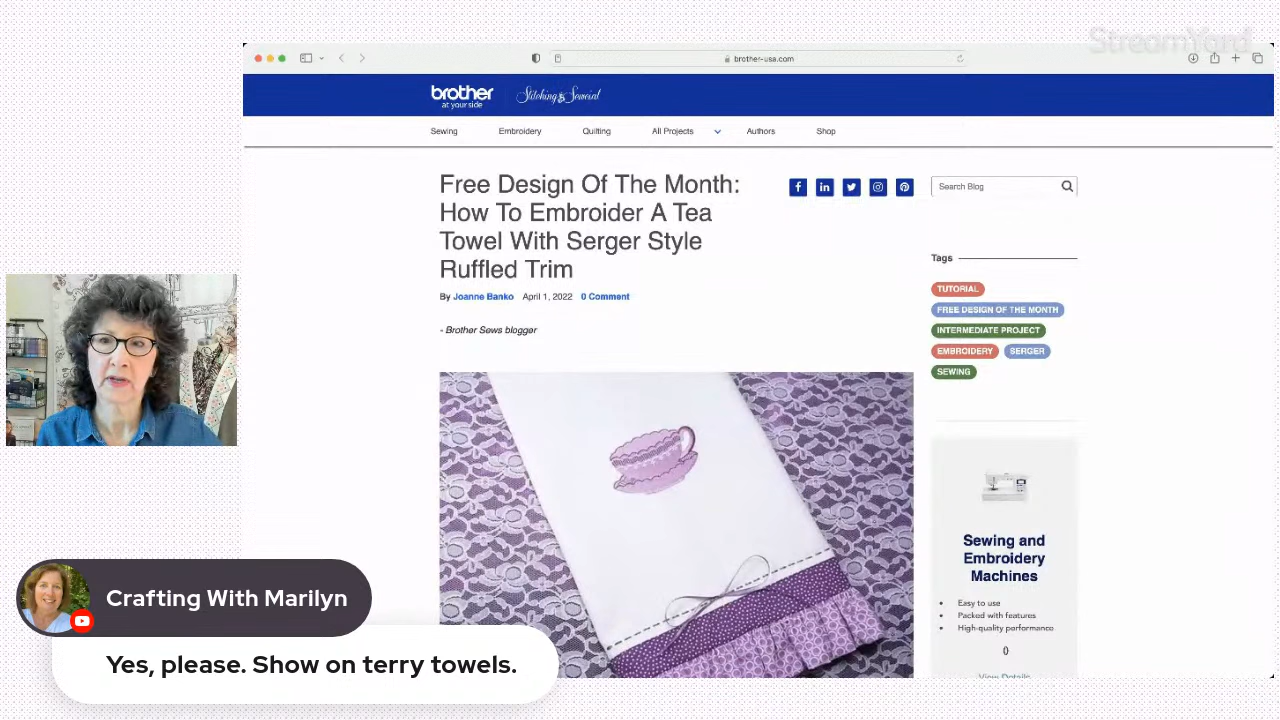 StreamYard
brother-usa.com
brother
at your side
Stitching Sewcial
Sewing
Embroidery
Quilting
All Projects
Authors
Shop
Free Design Of The Month:
How To Embroider A Tea
Towel With Serger Style
Ruffled Trim
By Joanne Banko April 1, 2022 0 Comment
- Brother Sews blogger
Search Blog
Tags
TUTORIAL
FREE DESIGN OF THE MONTH
INTERMEDIATE PROJECT
EMBROIDERY SERGER
SEWING
Sewing and
Embroidery
Machines
• Easy to use
• Packed with features
• High-quality performance
()
View Details
Crafting With Marilyn
Yes, please. Show on terry towels.